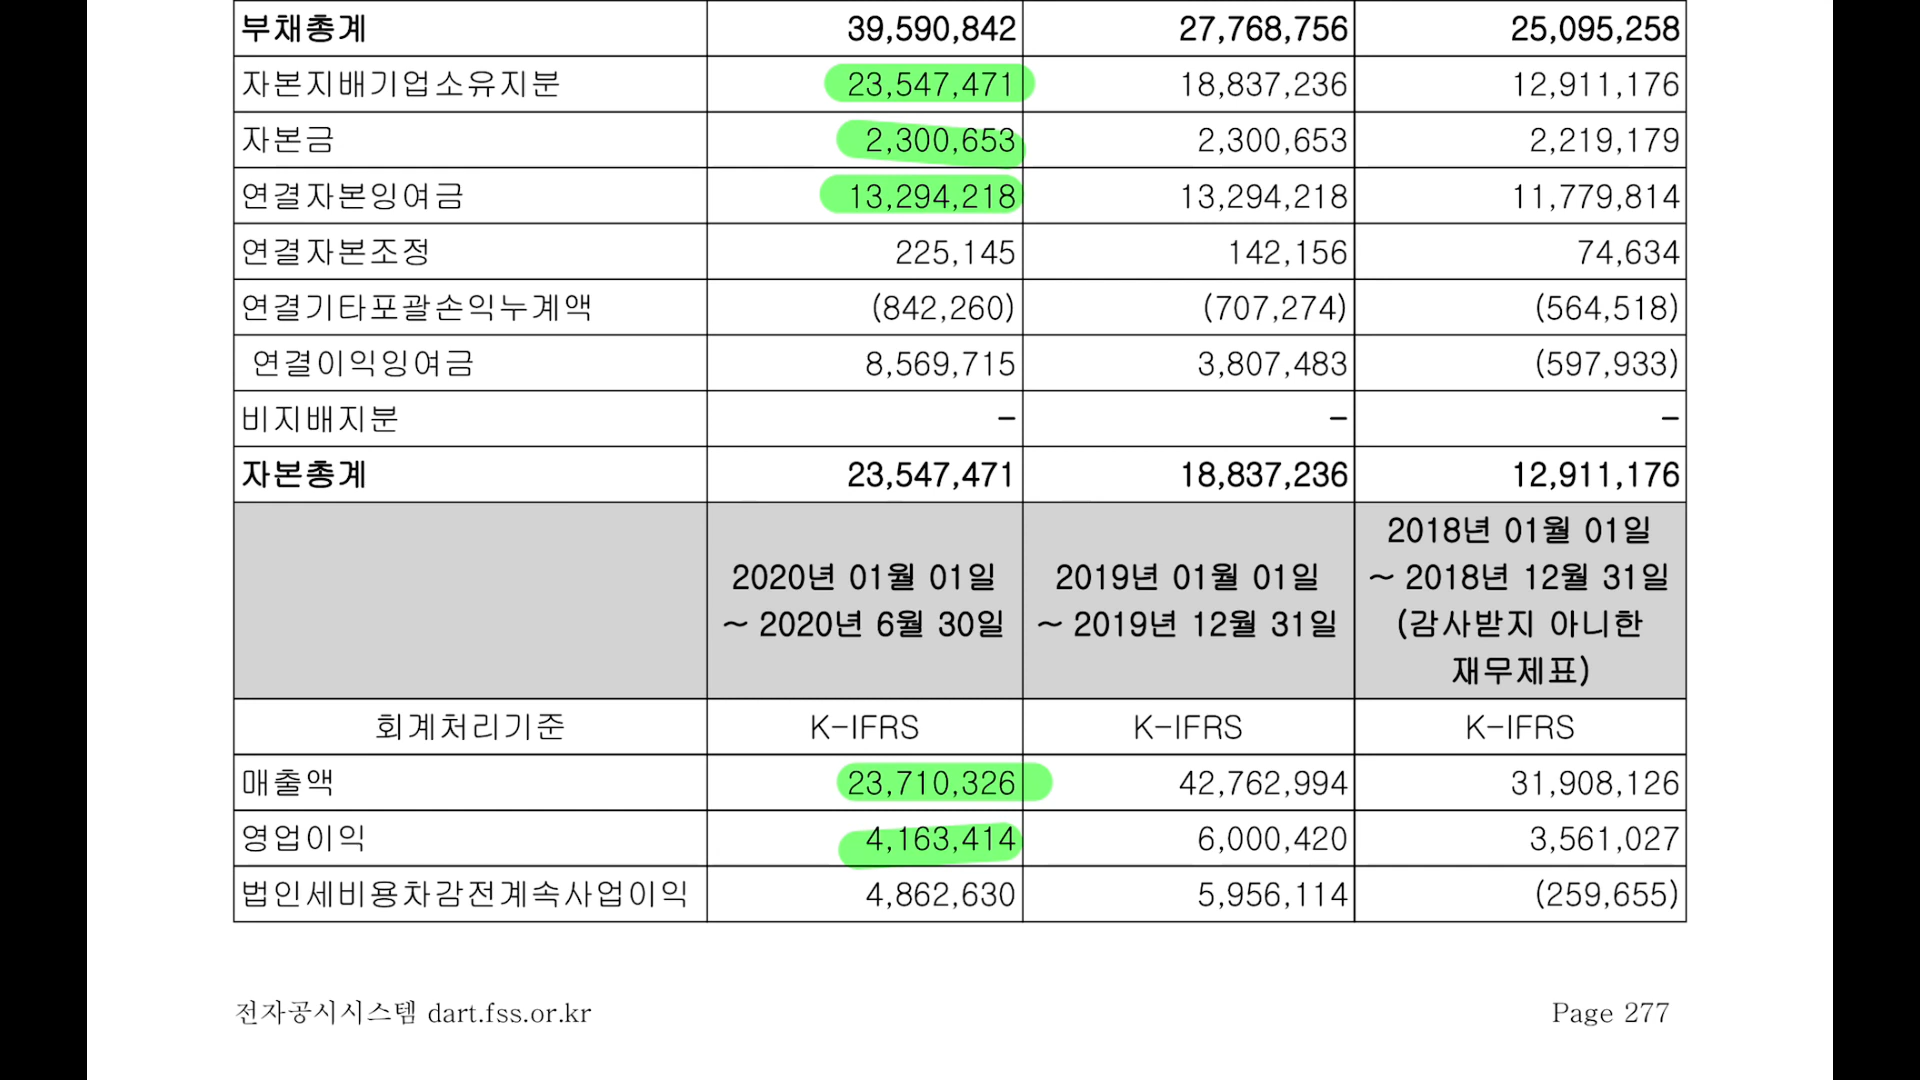 부채총계 39,590,842 27,768,756 25,095,258
자본지배기업소유지분 23,547,471 18,837,236 12,911,176
자본금 2,300,653 2,300,653 2,219,179
연결자본잉여금 13,294,218 13,294,218 11,779,814
연결자본조정 225,145 142,156 74,634
연결기타포괄손익누계액 (842,260) (707,274) (564,518)
연결이익잉여금 8,569,715 3,807,483 (597,933)
비지배지분 - - -
자본총계 23,547,471 18,837,236 12,911,176
2020년 01월 01일
~ 2020년 6월 30일
2019년 01월 01일
~ 2019년 12월 31일
2018년 01월 01일
~ 2018년 12월 31일
(감사받지 아니한
재무제표)
회계처리기준 K-IFRS K-IFRS K-IFRS
매출액 23,710,326 42,762,994 31,908,126
영업이익 4,163,414 6,000,420 3,561,027
법인세비용차감전계속사업이익 4,862,630 5,956,114 (259,655)
전자공시시스템 dart.fss.or.kr Page 277